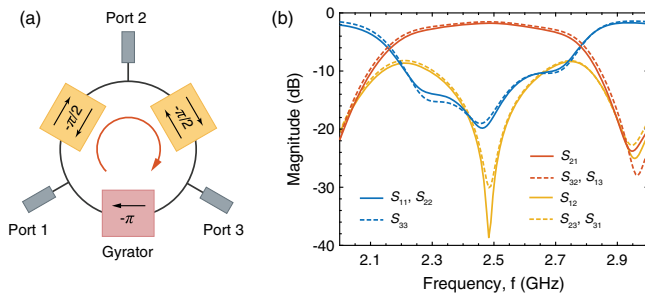 (a)
Port 2
-π/2
-π/2
-π
Port 1
Port 3
Gyrator
(b)
Magnitude (dB)
0
-10
-20
-30
-40
S11, S22
S33
S21
S32, S13
S12
S23, S31
2.1
2.3
2.5
2.7
2.9
Frequency, f (GHz)